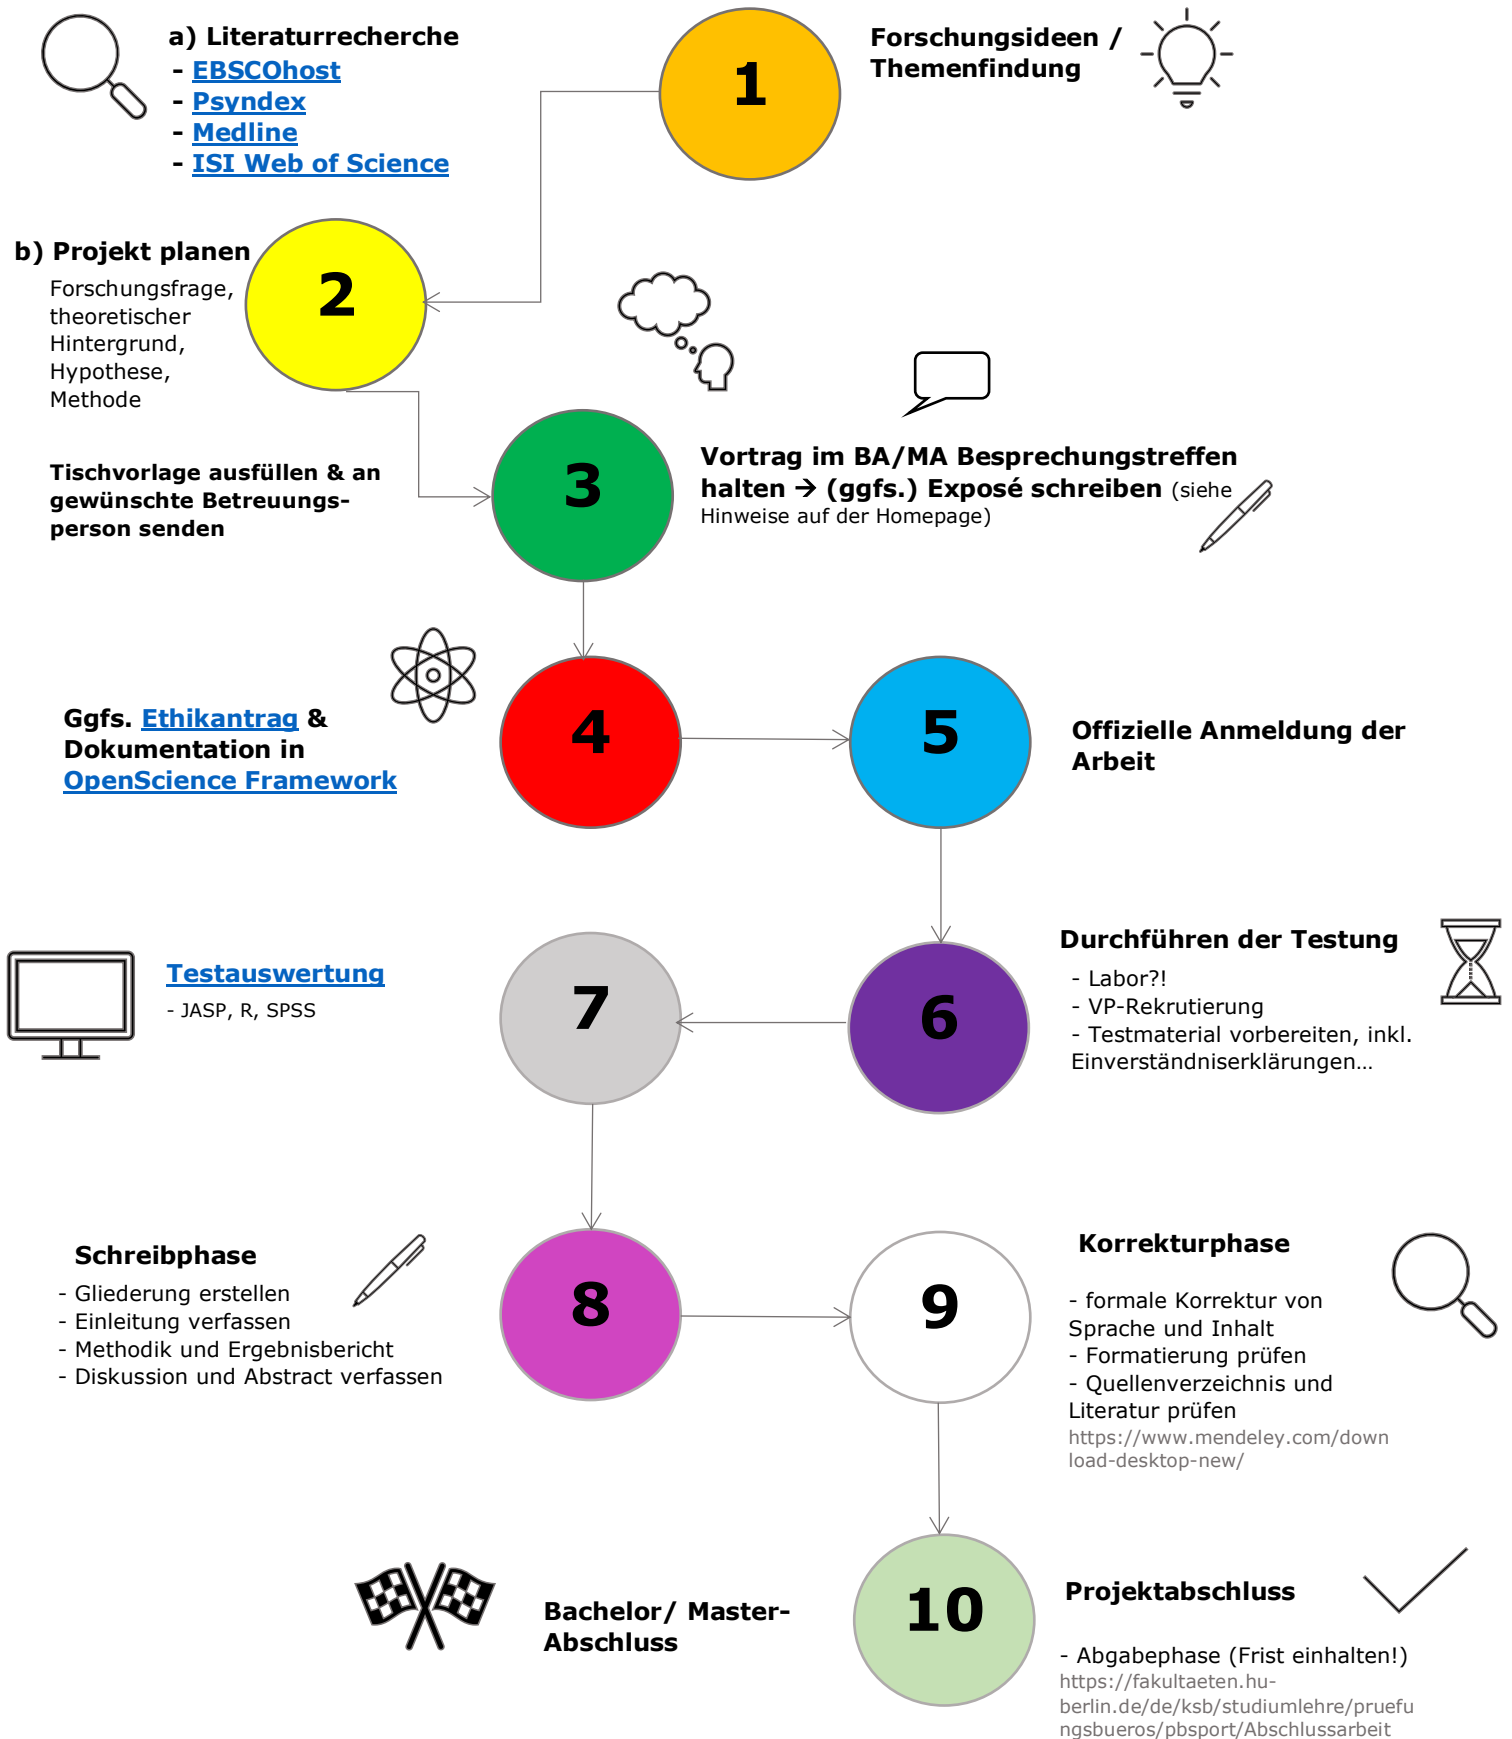 1
Forschungsideen /
Themenfindung
a) Literaturrecherche
- EBSCOhost
- Psyndex
- Medline
- ISI Web of Science
2
b) Projekt planen
Forschungsfrage,
theoretischer
Hintergrund,
Hypothese,
Methode
Tischvorlage ausfüllen & an
gewünschte Betreuungs-
person senden
3
Vortrag im BA/MA Besprechungstreffen
halten → (ggfs.) Exposé schreiben (siehe
Hinweise auf der Homepage)
4
Ggfs. Ethikantrag &
Dokumentation in
OpenScience Framework
5
Offizielle Anmeldung der
Arbeit
6
Durchführen der Testung
- Labor?!
- VP-Rekrutierung
- Testmaterial vorbereiten, inkl.
Einverständniserklärungen…
7
Testauswertung
- JASP, R, SPSS
8
Schreibphase
- Gliederung erstellen
- Einleitung verfassen
- Methodik und Ergebnisbericht
- Diskussion und Abstract verfassen
9
Korrekturphase
- formale Korrektur von
Sprache und Inhalt
- Formatierung prüfen
- Quellenverzeichnis und
Literatur prüfen
https://www.mendeley.com/down
load-desktop-new/
10
Projektabschluss
- Abgabephase (Frist einhalten!)
https://fakultaeten.hu-
berlin.de/de/ksb/studiumlehre/pruefu
ngsbueros/pbsport/Abschlussarbeit
Bachelor/ Master-
Abschluss